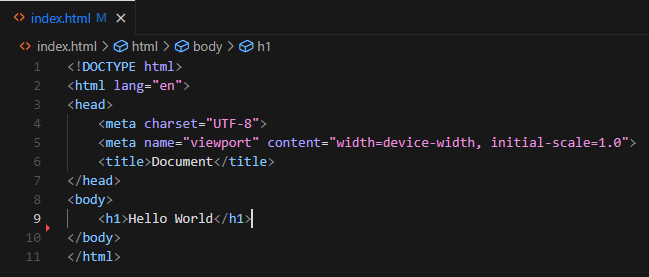 index.html M ×
index.html > html > body > h1
1 <!DOCTYPE html>
2 <html lang="en">
3 <head>
4     <meta charset="UTF-8">
5     <meta name="viewport" content="width=device-width, initial-scale=1.0">
6     <title>Document</title>
7 </head>
8 <body>
9     <h1>Hello World</h1>
10 </body>
11 </html>